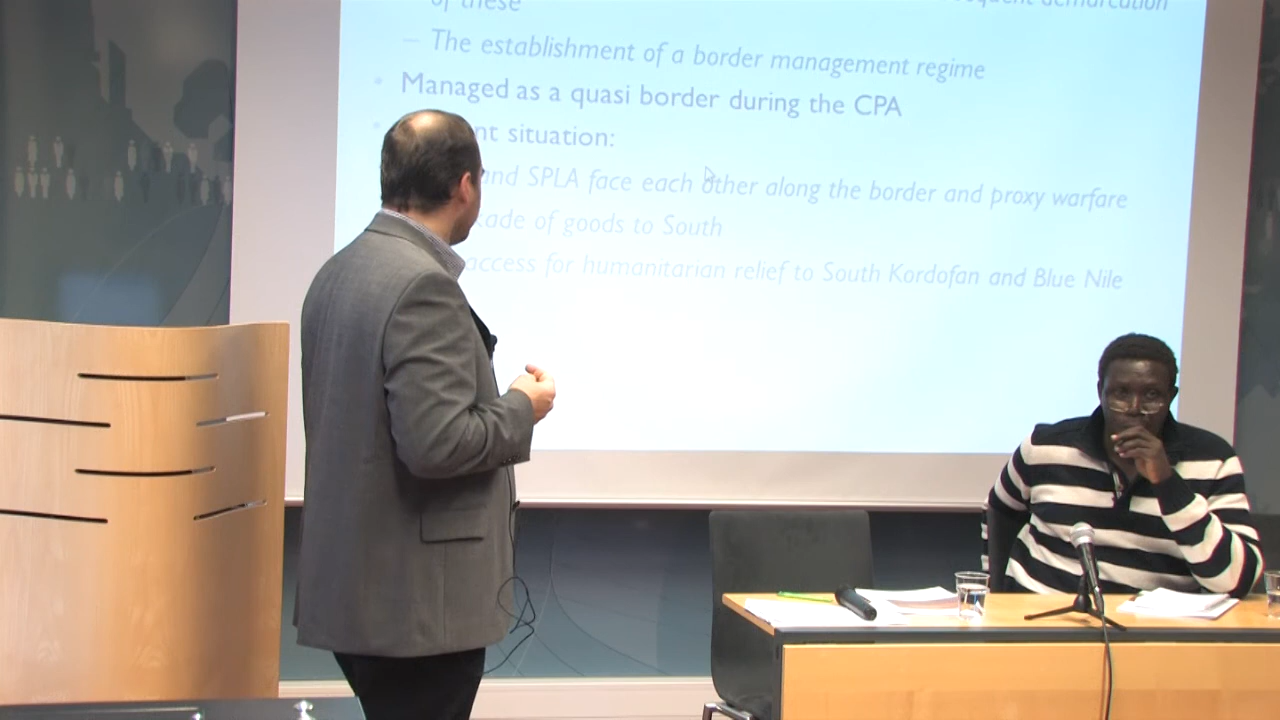 of these
– The establishment of a border management regime
• Managed as a quasi border during the CPA
situation:
and SPLA face each other along the border and proxy warfare
of goods to South
access for humanitarian relief to South Kordofan and Blue Nile